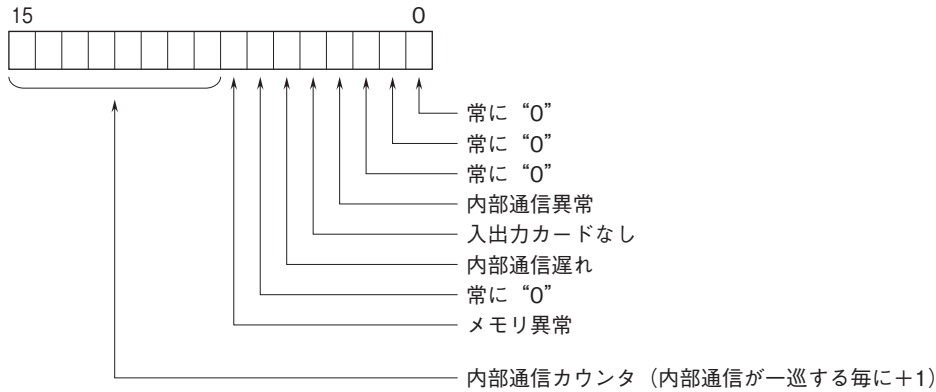 15 0
常に“0”
常に“0”
常に“0”
内部通信異常
入出力カードなし
内部通信遅れ
常に“0”
メモリ異常
内部通信カウンタ（内部通信が一巡する毎に＋1）